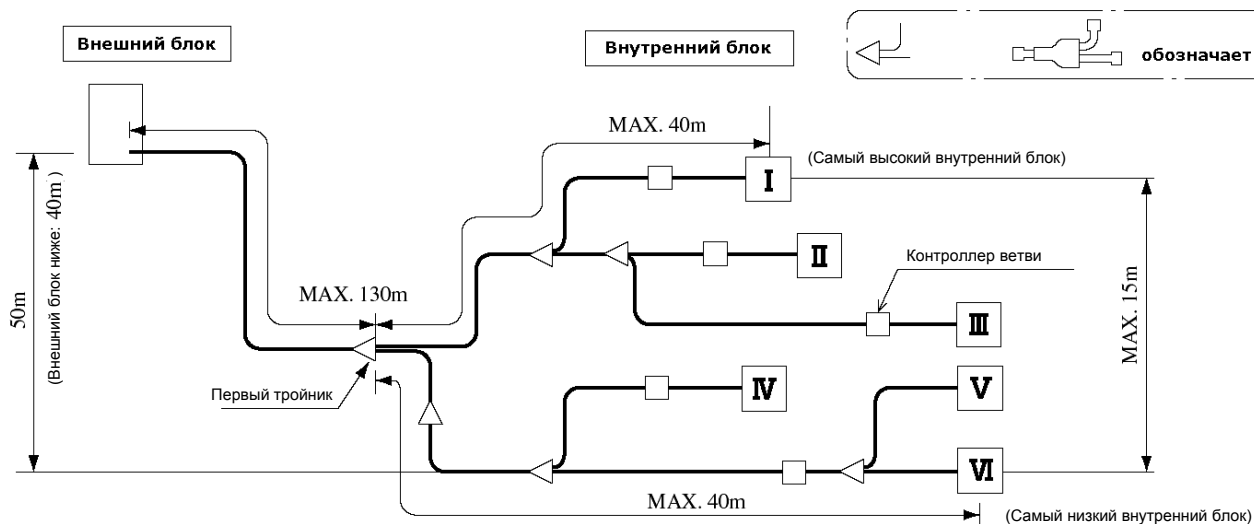 Внешний блок
Внутренний блок
обозначает
MAX. 40m
(Самый высокий внутренний блок)
I
II
Контроллер ветви
50m
(Внешний блок ниже: 40m)
MAX. 130m
MAX. 15m
III
Первый тройник
IV
V
VI
MAX. 40m
(Самый низкий внутренний блок)